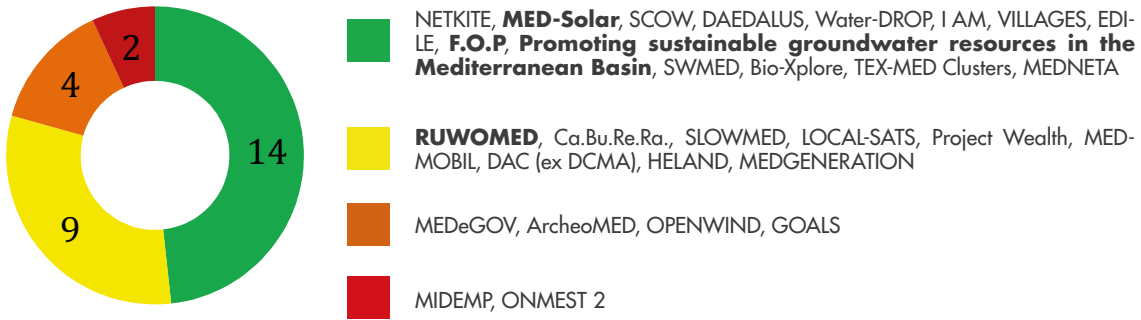 2
4
14
9
NETKITE, MED-Solar, SCOW, DAEDALUS, Water-DROP, I AM, VILLAGES, EDI-
LE, F.O.P, Promoting sustainable groundwater resources in the
Mediterranean Basin, SWMED, Bio-Xplore, TEX-MED Clusters, MEDNETA
RUWOMED, Ca.Bu.Re.Ra., SLOWMED, LOCAL-SATS, Project Wealth, MED-
MOBIL, DAC (ex DCMA), HELAND, MEDGENERATION
MEDeGOV, ArcheoMED, OPENWIND, GOALS
MIDEMP, ONMEST 2